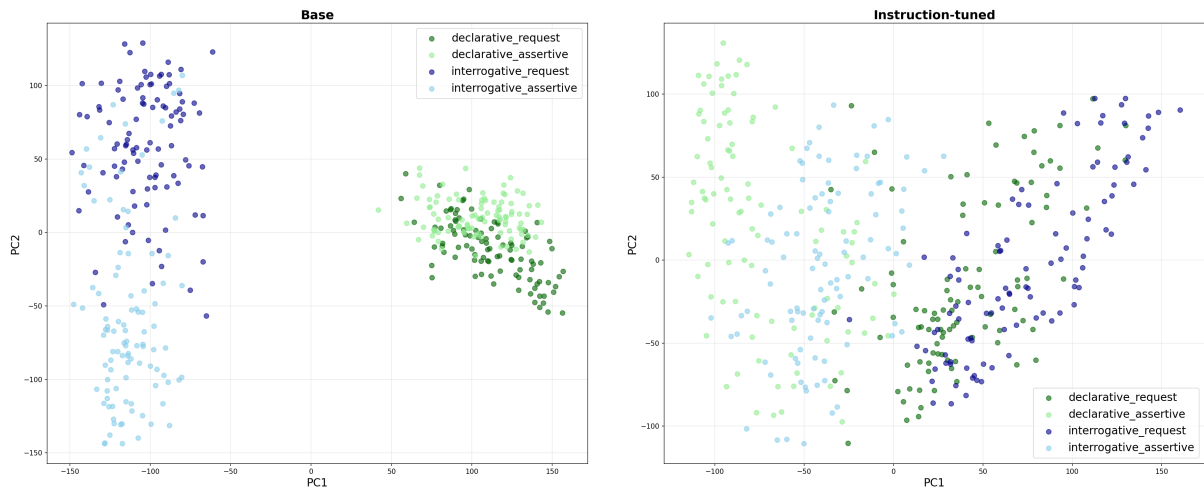 Base
PC2
100
50
0
−50
−100
−150
declarative_request
declarative_assertive
interrogative_request
interrogative_assertive
−150
−100
−50
0
50
100
150
PC1
Instruction-tuned
PC2
100
50
0
−50
−100
declarative_request
declarative_assertive
interrogative_request
interrogative_assertive
−100
−50
0
50
100
150
PC1